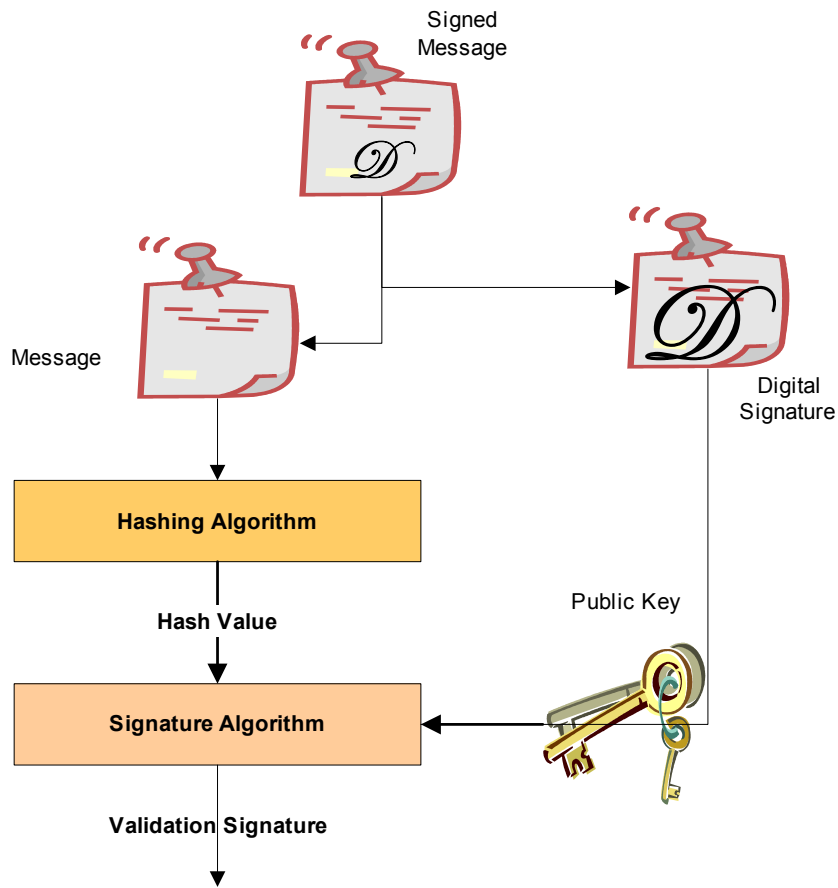 Signed
Message
Message
Digital
Signature
Hashing Algorithm
Public Key
Hash Value
Signature Algorithm
Validation Signature